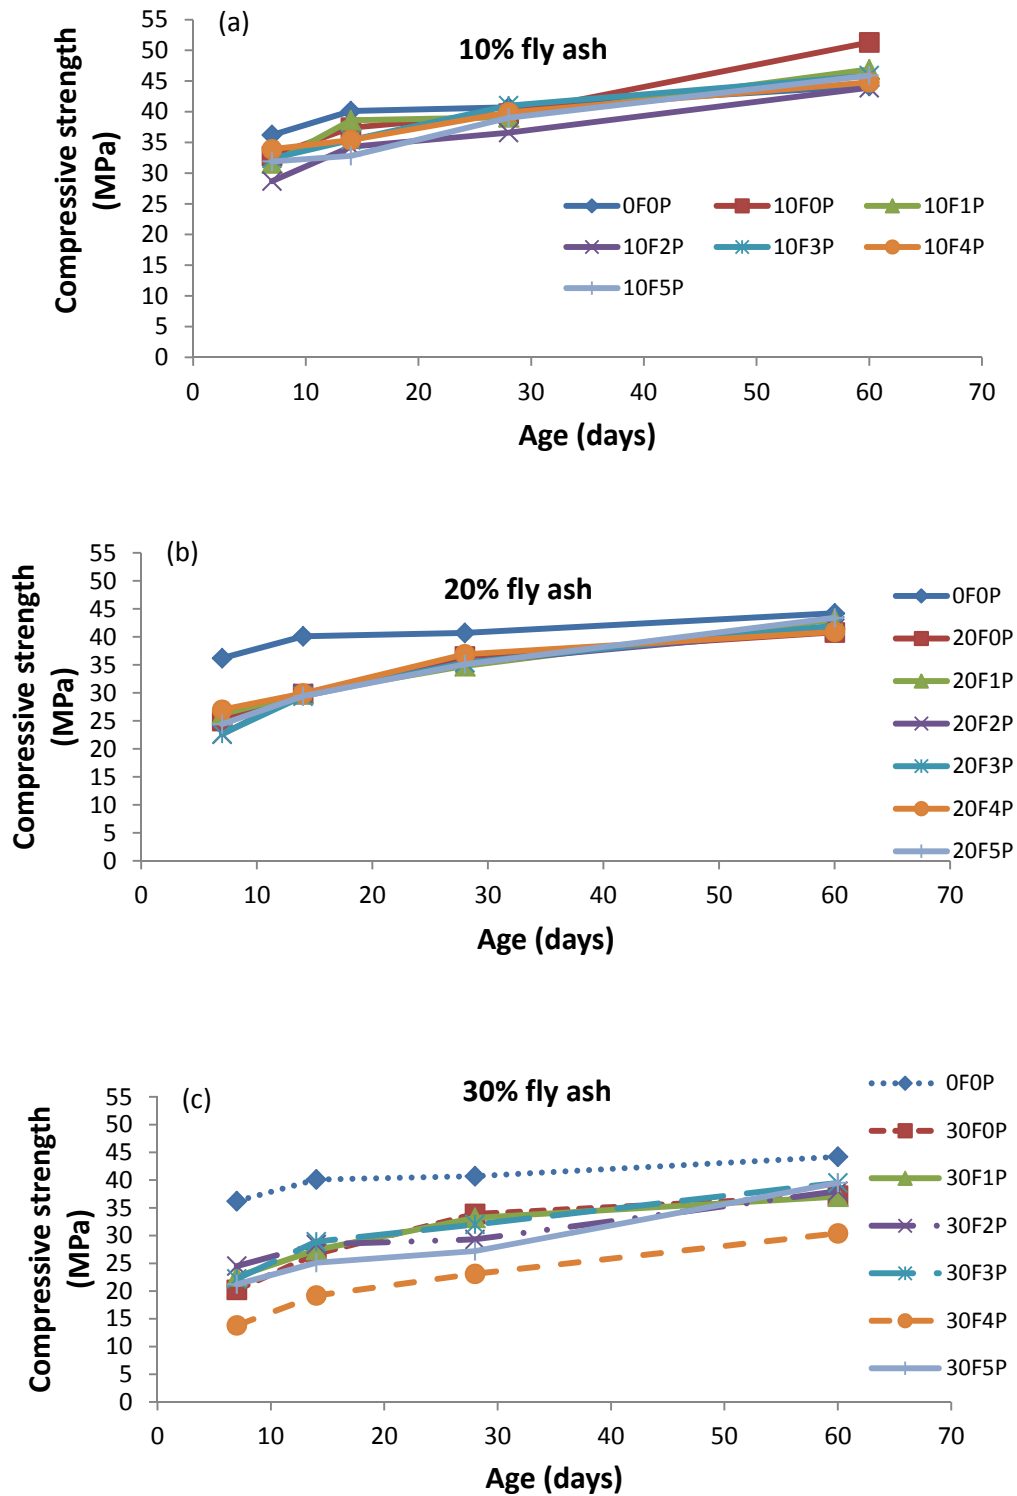 (a)
10% fly ash
Compressive strength
(MPa)
55
50
45
40
35
30
25
20
15
10
5
0
0F0P 10F0P 10F1P
10F2P 10F3P 10F4P
10F5P
0 10 20 30 40 50 60 70
Age (days)
(b)
20% fly ash
Compressive strength
(MPa)
55
50
45
40
35
30
25
20
15
10
5
0
0F0P
20F0P
20F1P
20F2P
20F3P
20F4P
20F5P
0 10 20 30 40 50 60 70
Age (days)
(c)
30% fly ash
Compressive strength
(MPa)
55
50
45
40
35
30
25
20
15
10
5
0
0F0P
30F0P
30F1P
30F2P
30F3P
30F4P
30F5P
0 10 20 30 40 50 60 70
Age (days)